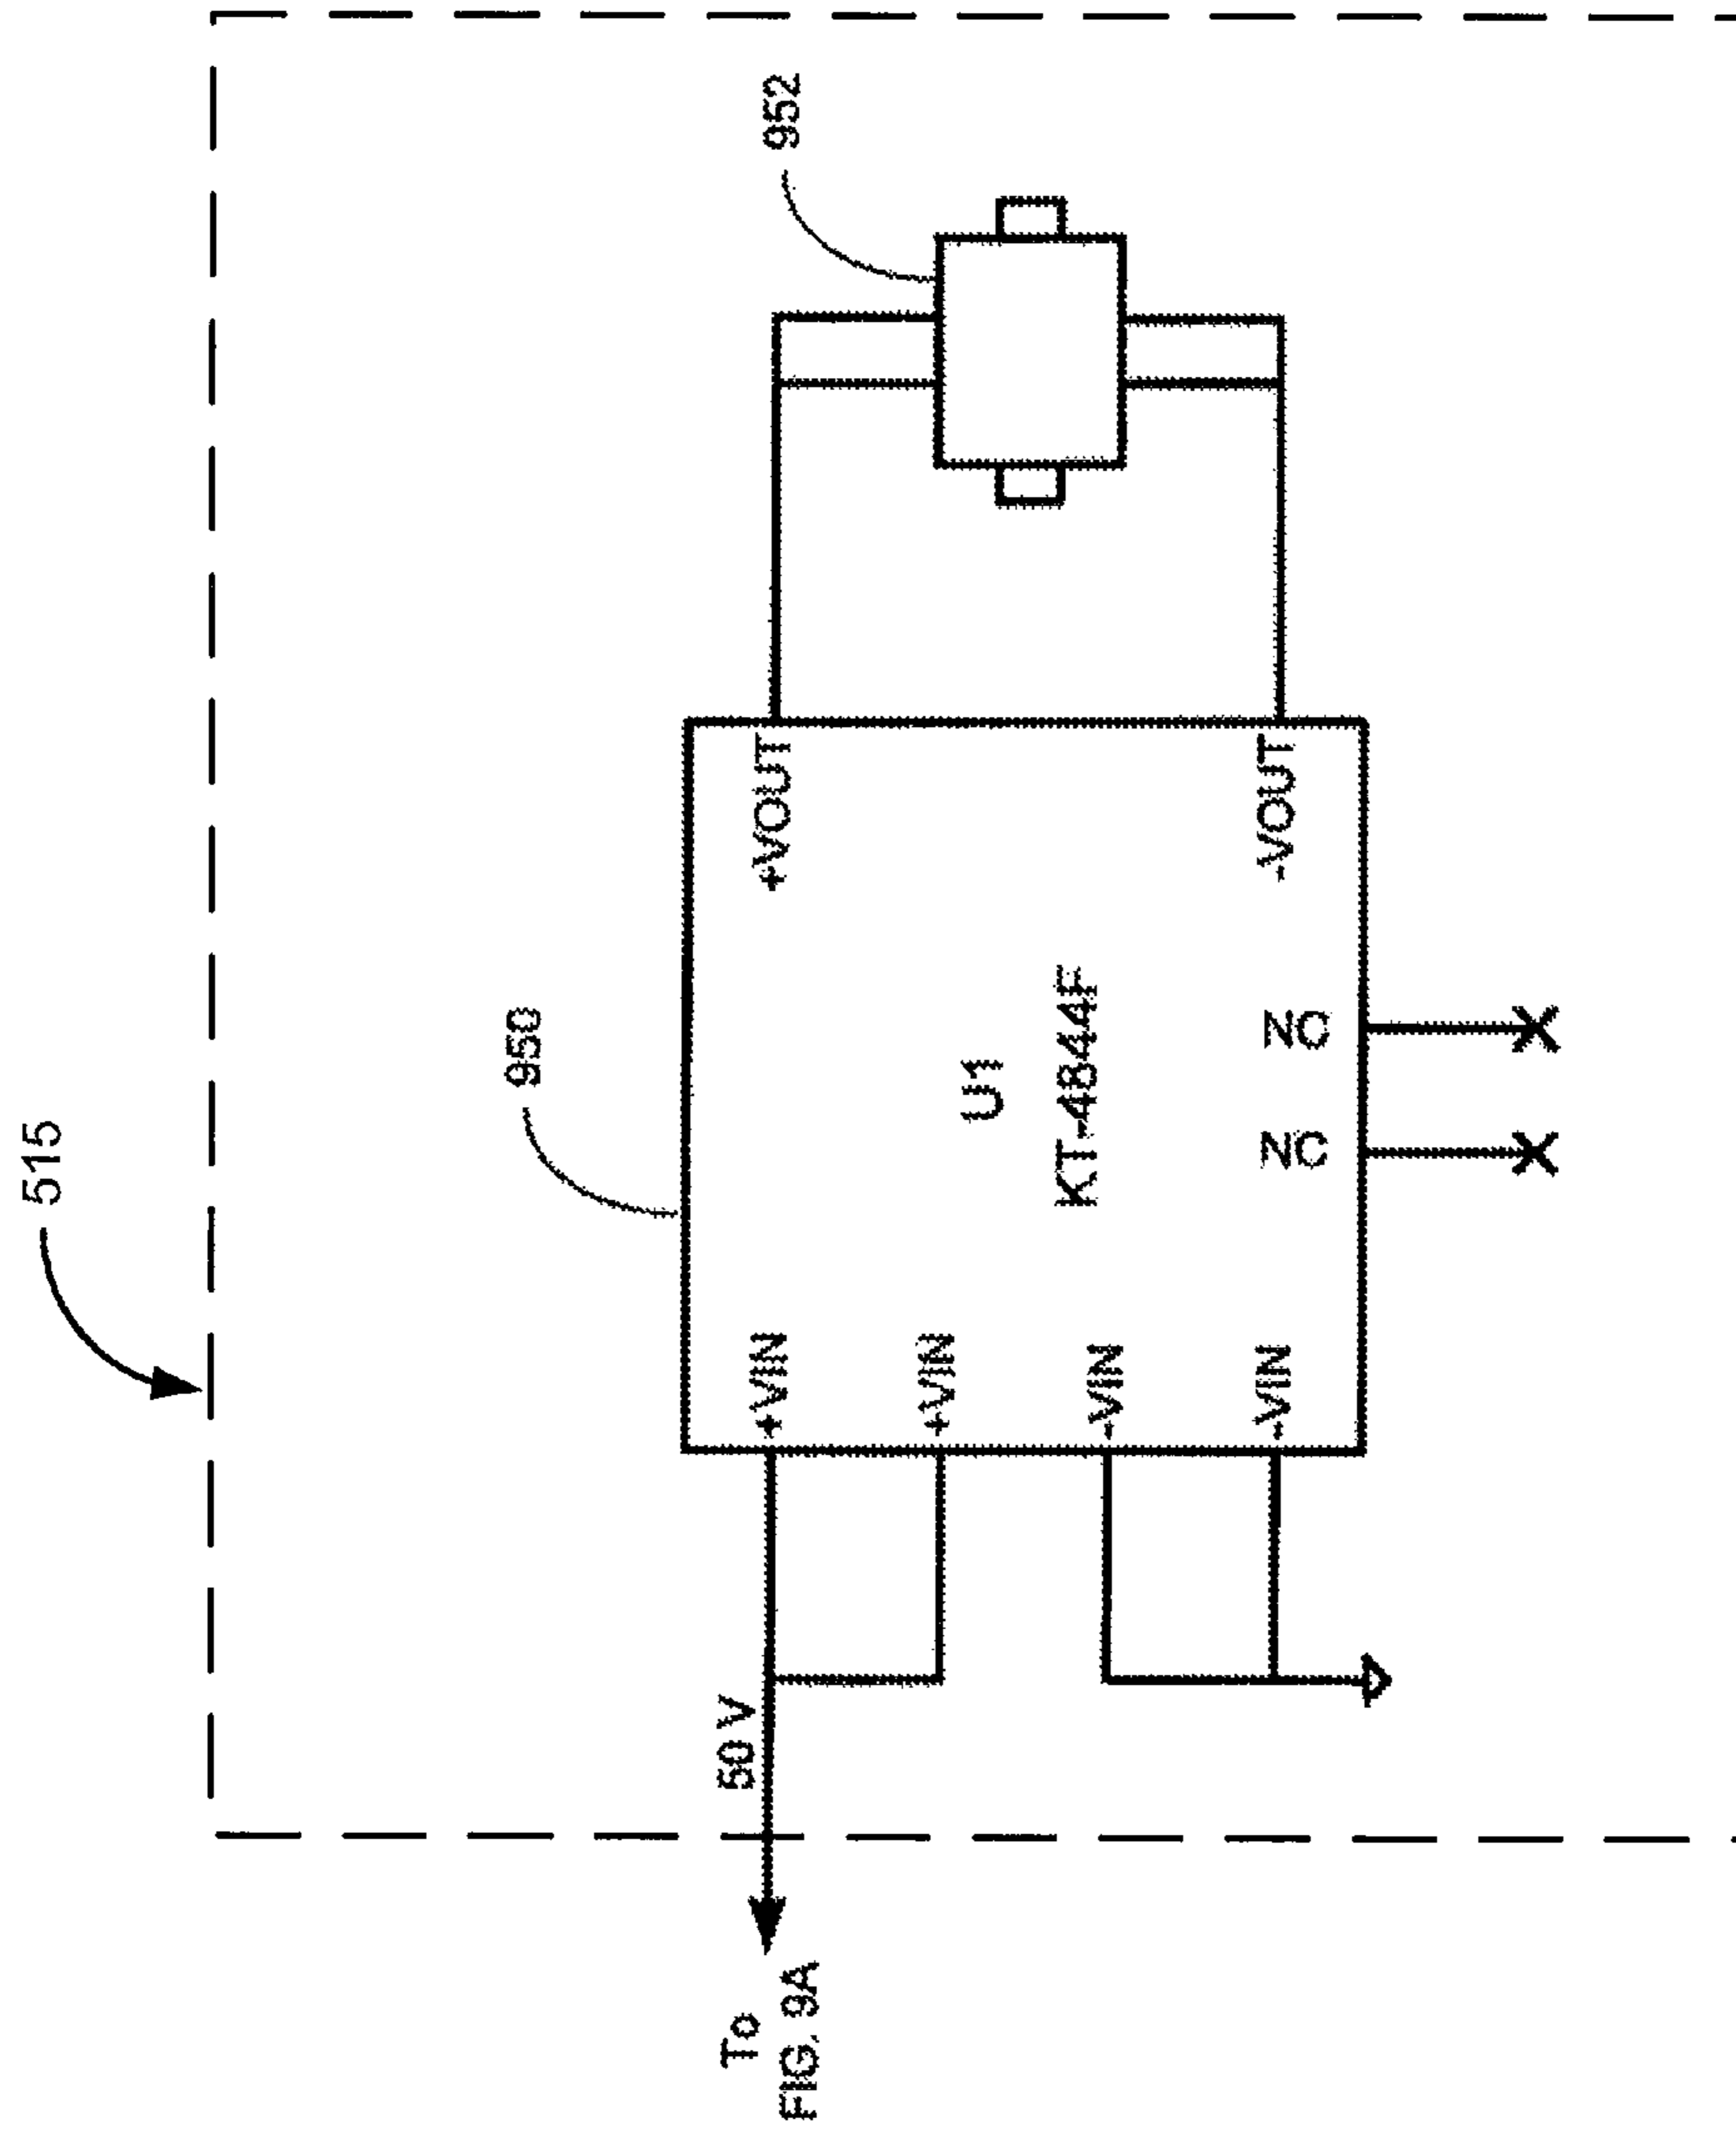 515
950
952
To
FIG. 9A
50 V
+VIN
+VOUT
+VIN
U1
KT-4844F
-VIN
-VIN
-VOUT
NC
NC